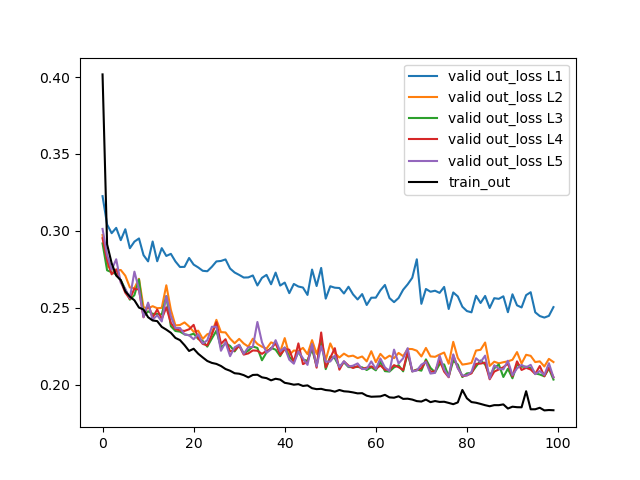 0.40
0.35
0.30
0.25
0.20
0
20
40
60
80
100
valid out_loss L1
valid out_loss L2
valid out_loss L3
valid out_loss L4
valid out_loss L5
train_out